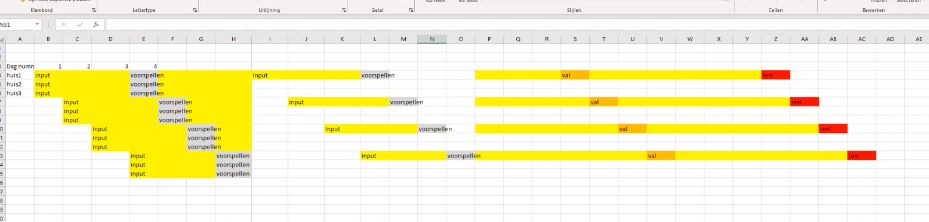 Klembord Lettertype Uitlijning Getal Stijlen Cellen Bewerken
N31 fx
A B C D E F G H I J K L M N O P Q R S T U V W X Y Z AA AB AC AD AE
Dag numn 1 2 3 4
huis1 input voorspellen input voorspellen val test
huis2 input voorspellen
huis3 input voorspellen
input voorspellen input voorspellen val test
input voorspellen
input voorspellen
input voorspellen input voorspellen val test
input voorspellen
input voorspellen
input voorspellen input voorspellen val test
input voorspellen
input voorspellen